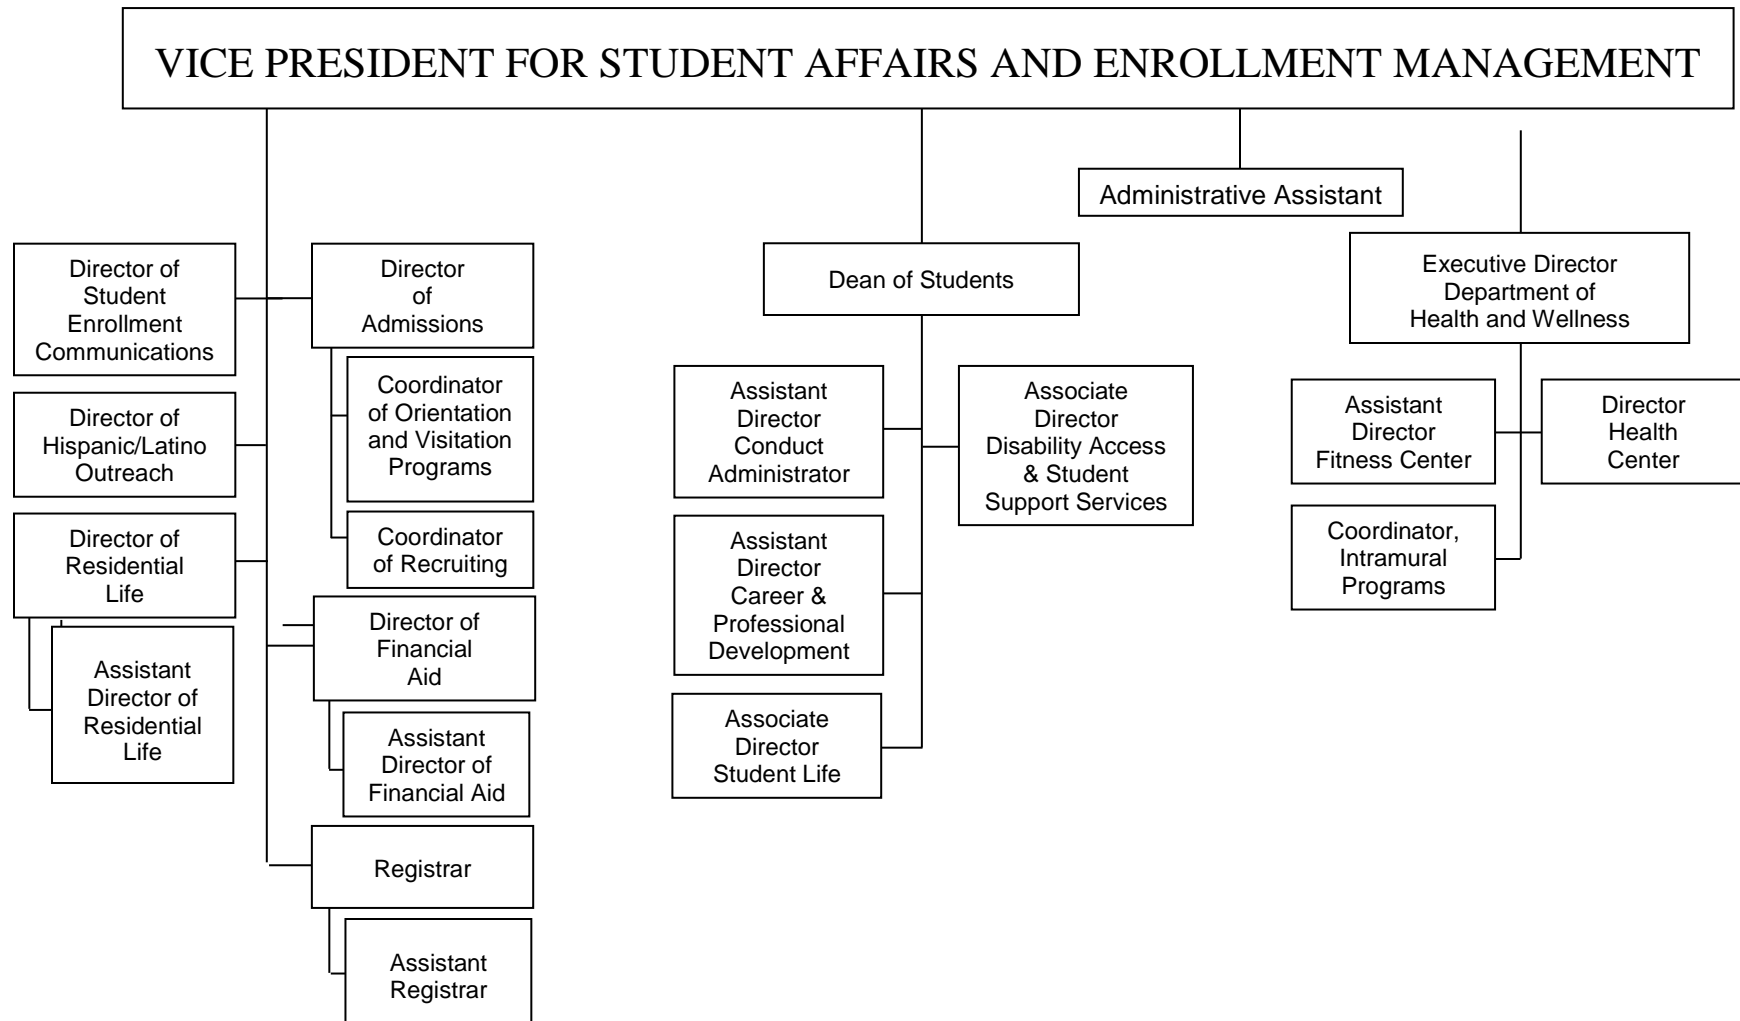 VICE PRESIDENT FOR STUDENT AFFAIRS AND ENROLLMENT MANAGEMENT
Administrative Assistant
Director of
Student
Enrollment
Communications
Director of
Hispanic/Latino
Outreach
Director of
Residential
Life
Assistant
Director of
Residential
Life
Director
of
Admissions
Coordinator
of Orientation
and Visitation
Programs
Coordinator
of Recruiting
Director of
Financial
Aid
Assistant
Director of
Financial Aid
Registrar
Assistant
Registrar
Dean of Students
Assistant
Director
Conduct
Administrator
Assistant
Director
Career &
Professional
Development
Associate
Director
Student Life
Associate
Director
Disability Access
& Student
Support Services
Executive Director
Department of
Health and Wellness
Assistant
Director
Fitness Center
Coordinator,
Intramural
Programs
Director
Health
Center